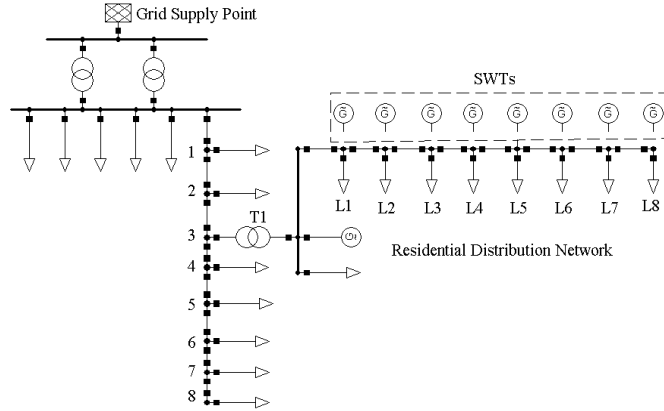 Grid Supply Point
SWTs
G̃ G̃ G̃ G̃ G̃ G̃ G̃ G̃
1
L1 L2 L3 L4 L5 L6 L7 L8
2
T1
3
G̃
Residential Distribution Network
4
5
6
7
8